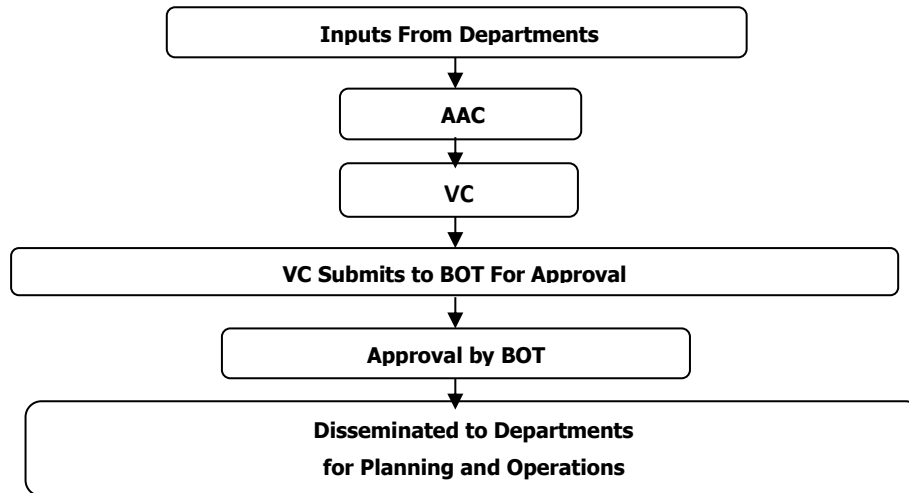 Inputs From Departments
AAC
VC
VC Submits to BOT For Approval
Approval by BOT
Disseminated to Departments
for Planning and Operations